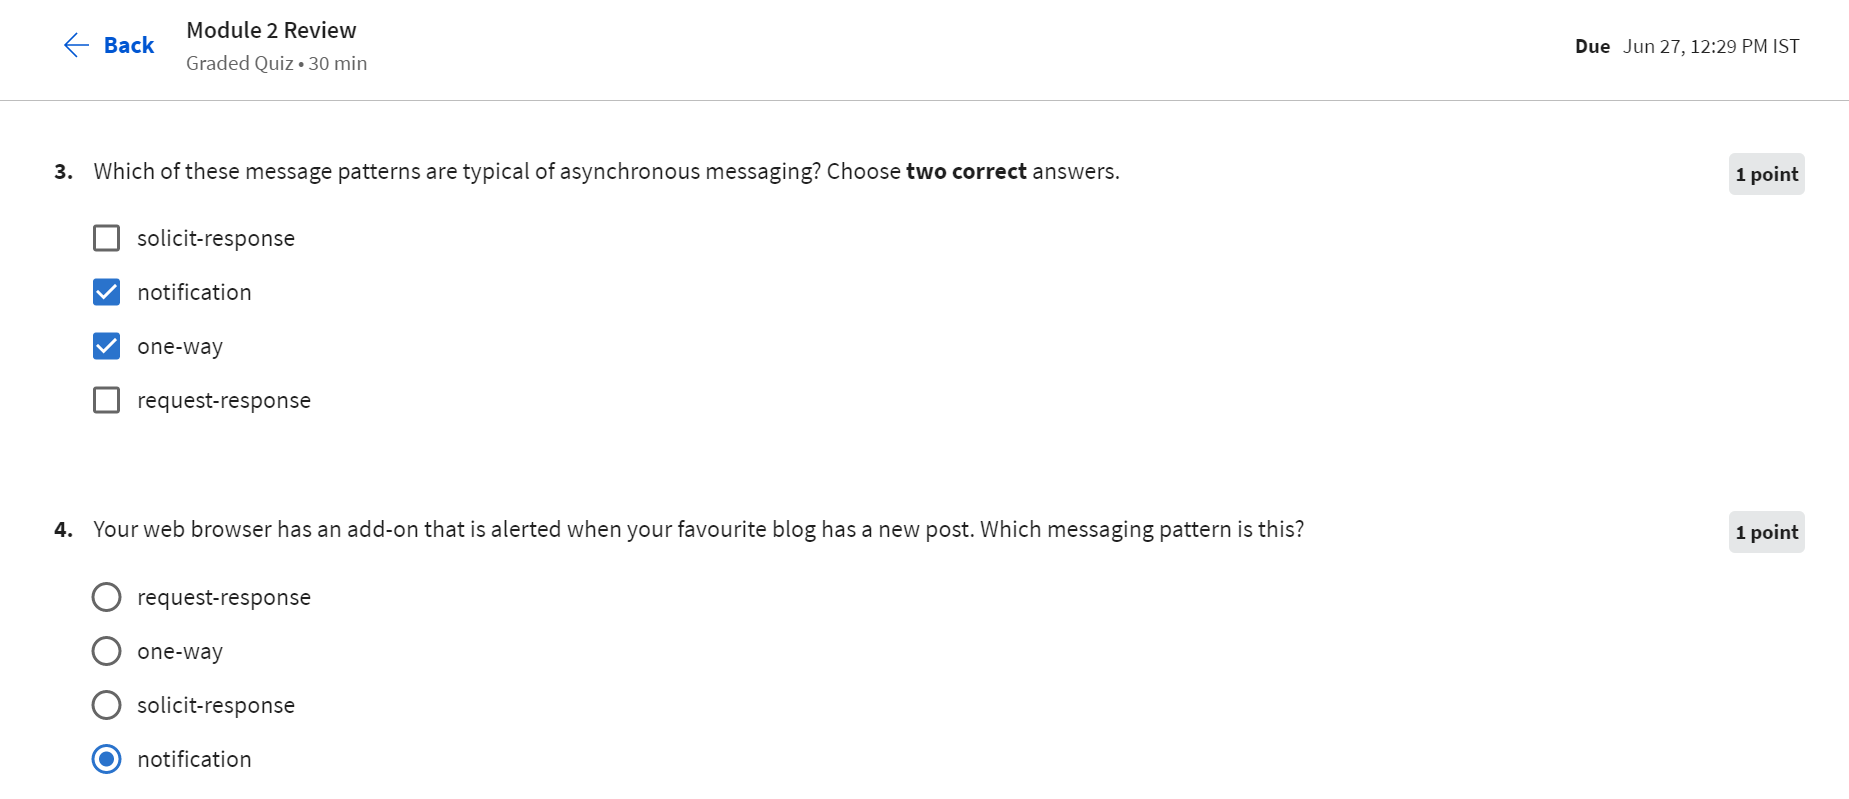 Back
Module 2 Review
Graded Quiz • 30 min
Due Jun 27, 12:29 PM IST
3. Which of these message patterns are typical of asynchronous messaging? Choose two correct answers.
1 point
solicit-response
notification
one-way
request-response
4. Your web browser has an add-on that is alerted when your favourite blog has a new post. Which messaging pattern is this?
1 point
request-response
one-way
solicit-response
notification